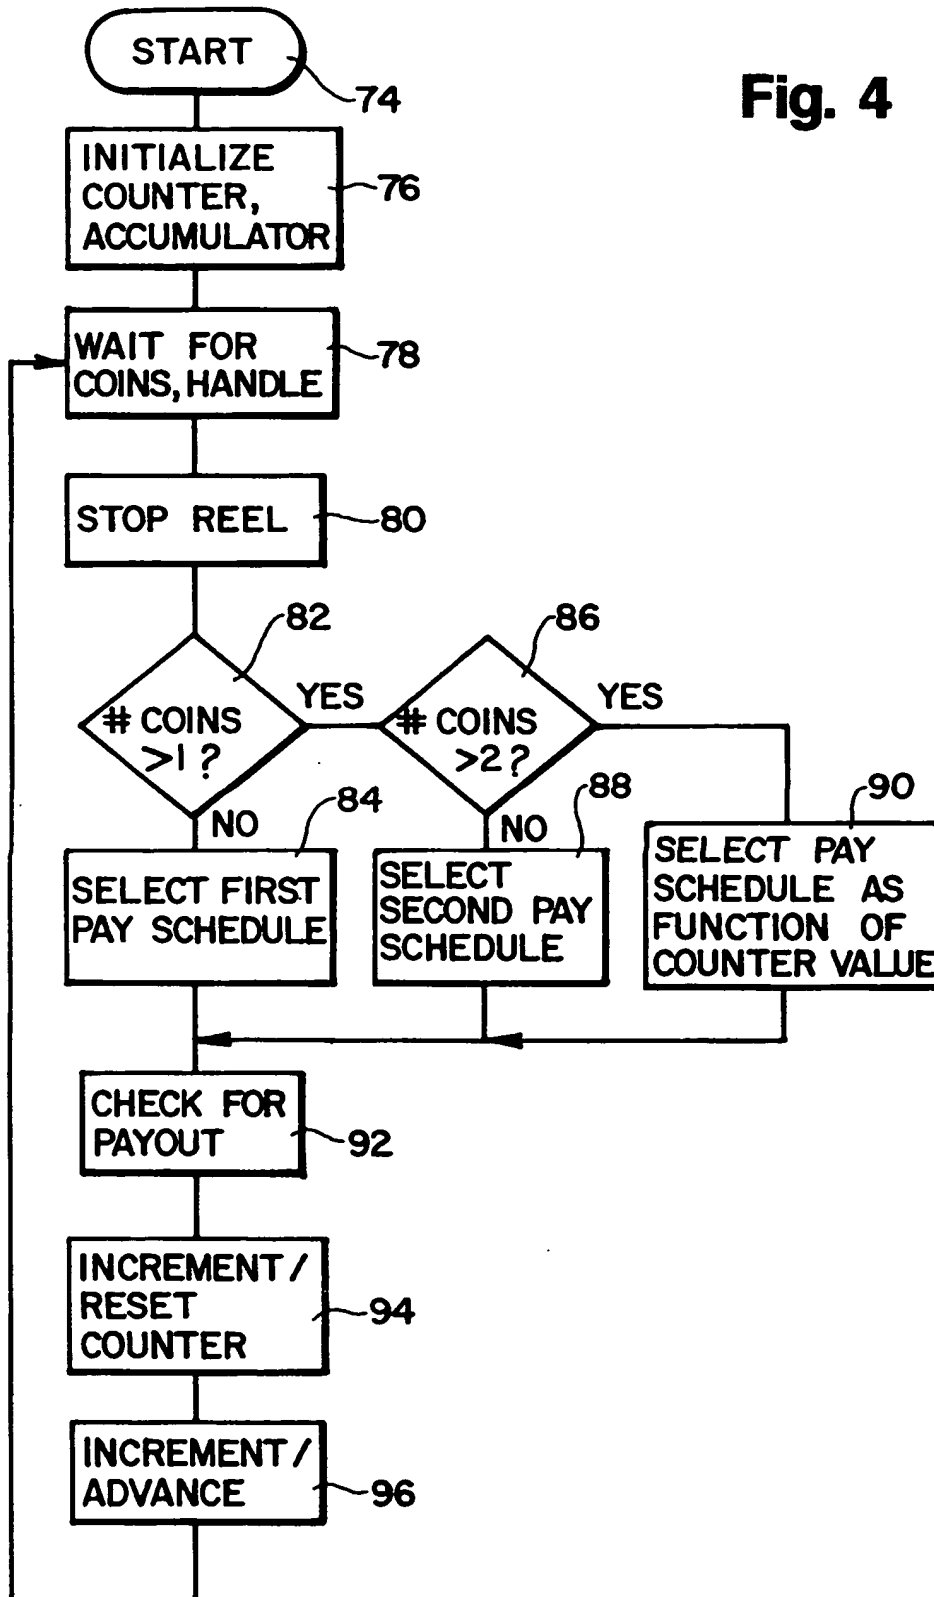 START
74
Fig. 4
INITIALIZE
COUNTER,
ACCUMULATOR
76
WAIT FOR
COINS, HANDLE
78
STOP REEL
80
82
# COINS
>1?
YES
NO
86
# COINS
>2?
YES
NO
84
SELECT FIRST
PAY SCHEDULE
88
SELECT
SECOND PAY
SCHEDULE
90
SELECT PAY
SCHEDULE AS
FUNCTION OF
COUNTER VALUE
CHECK FOR
PAYOUT
92
INCREMENT/
RESET
COUNTER
94
INCREMENT/
ADVANCE
96